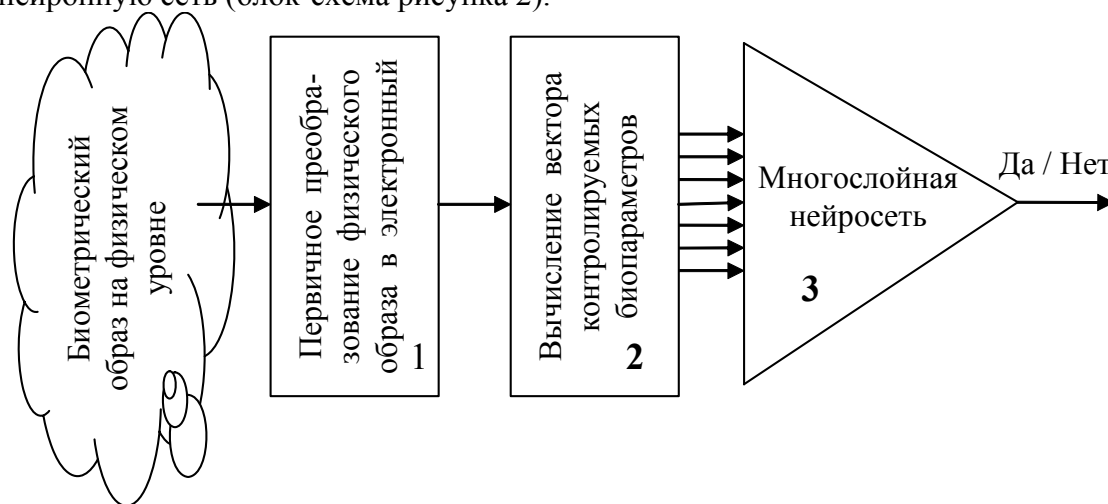 нейронную сеть (блок-схема рисунка 2).
Биометрический
образ на физическом
уровне
Первичное преобра-
зование физического
образа в электронный
1
Вычисление вектора
контролируемых
биопараметров
2
Многослойная
нейросеть
3
Да / Нет